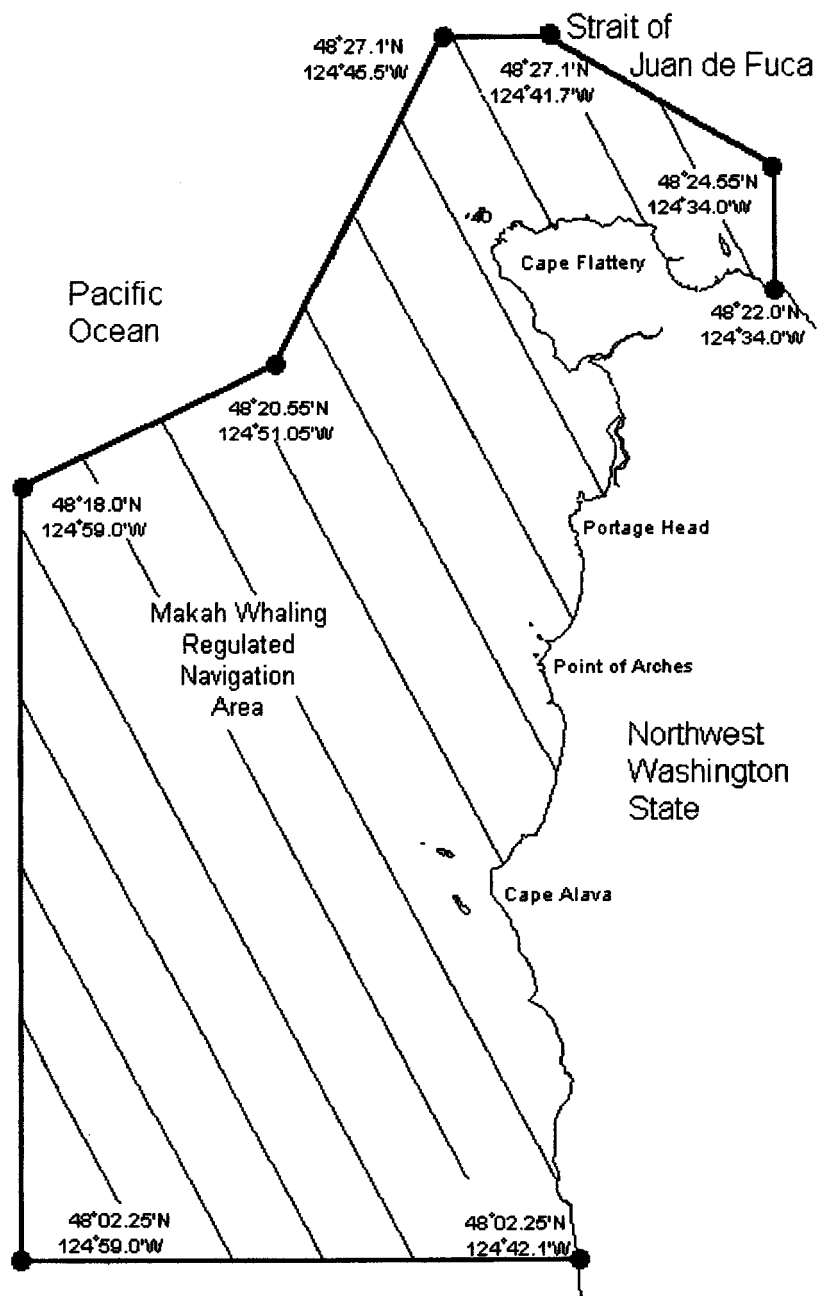 Strait of
Juan de Fuca
48°27.1'N
124°45.5'W
48°27.1'N
124°41.7'W
48°24.55'N
124°34.0'W
Cape Flattery
Pacific
Ocean
48°22.0'N
124°34.0'W
48°20.55'N
124°51.05'W
48°18.0'N
124°59.0'W
Portage Head
Makah Whaling
Regulated
Navigation
Area
Point of Arches
Northwest
Washington
State
Cape Alava
48°02.25'N
124°59.0'W
48°02.25'N
124°42.1'W